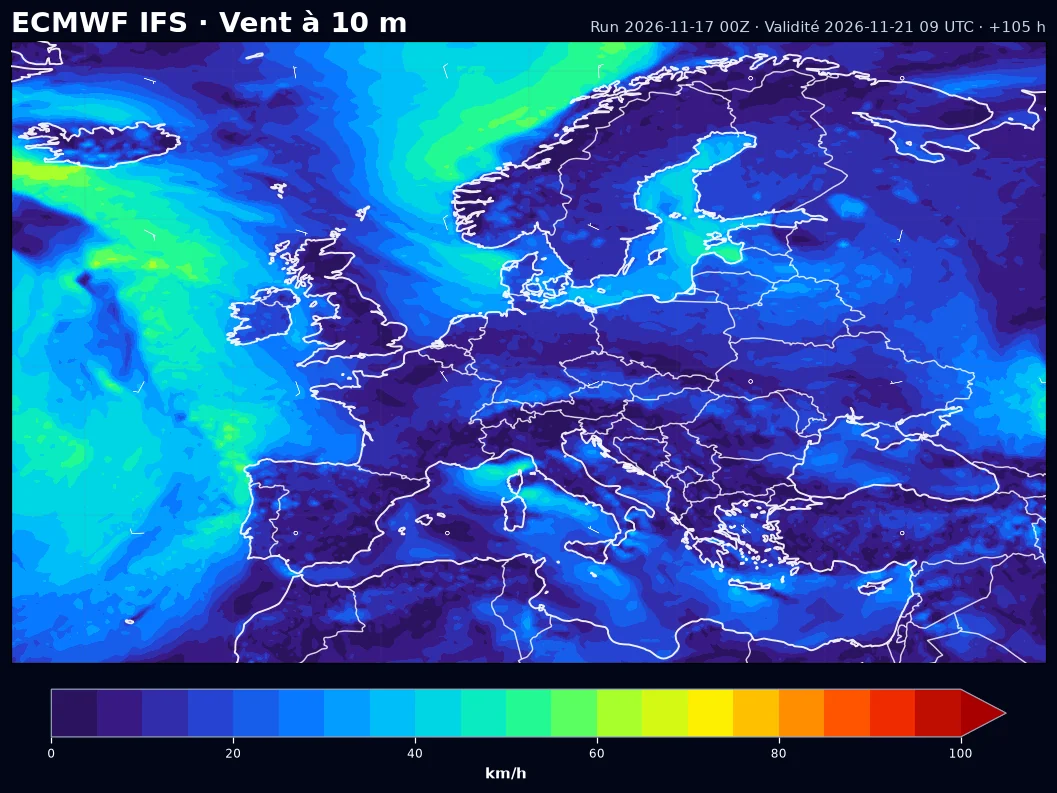 ECMWF IFS · Vent à 10 m
Run 2026-11-17 00Z · Validité 2026-11-21 09 UTC · +105 h
0 20 40 60 80 100
km/h